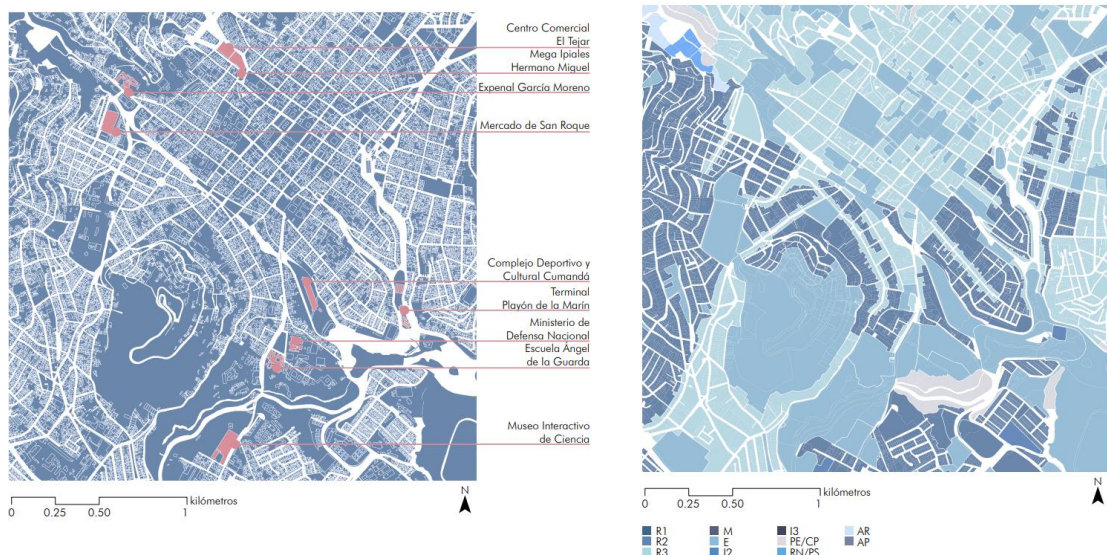 Centro Comercial
El Tejar
Mega Ipiales
Hermano Miguel
Expenal García Moreno
Mercado de San Roque
Complejo Deportivo y
Cultural Cumandá
Terminal
Playón de la Marín
Ministerio de
Defensa Nacional
Escuela Ángel
de la Guarda
Museo Interactivo
de Ciencia
kilómetros
0 0.25 0.50 1
N
kilómetros
0 0.25 0.50 1
N
R1 M I3 AR
R2 E PE/CP AP
R3 I2 RN/PS